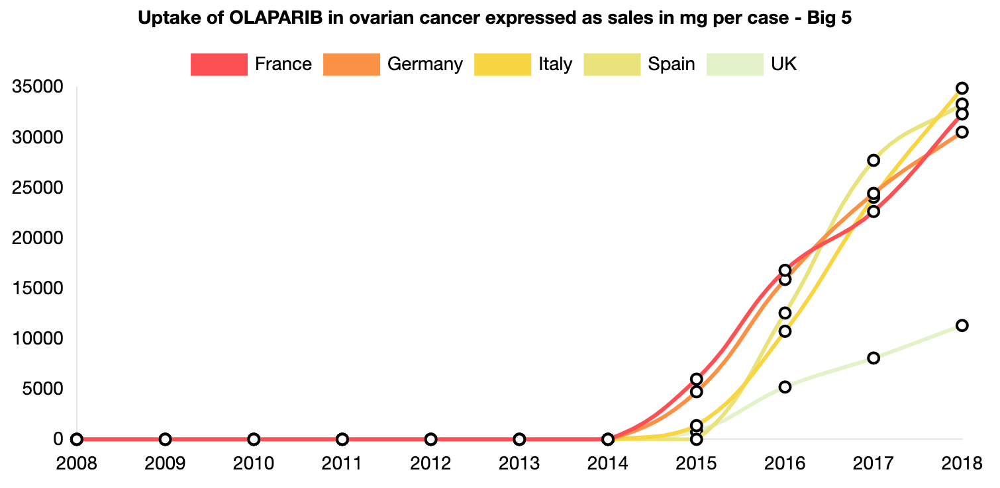 Uptake of OLAPARIB in ovarian cancer expressed as sales in mg per case - Big 5
France Germany Italy Spain UK
35000
30000
25000
20000
15000
10000
5000
0
2008 2009 2010 2011 2012 2013 2014 2015 2016 2017 2018